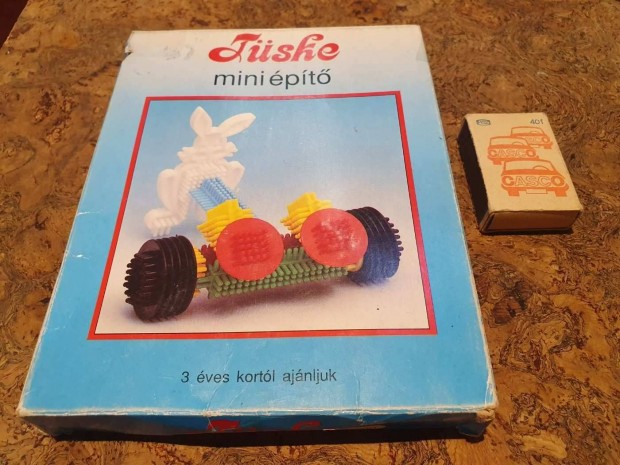 Tüske
mini építő
3 éves kortól ajánljuk
401
CASCO
CASCO